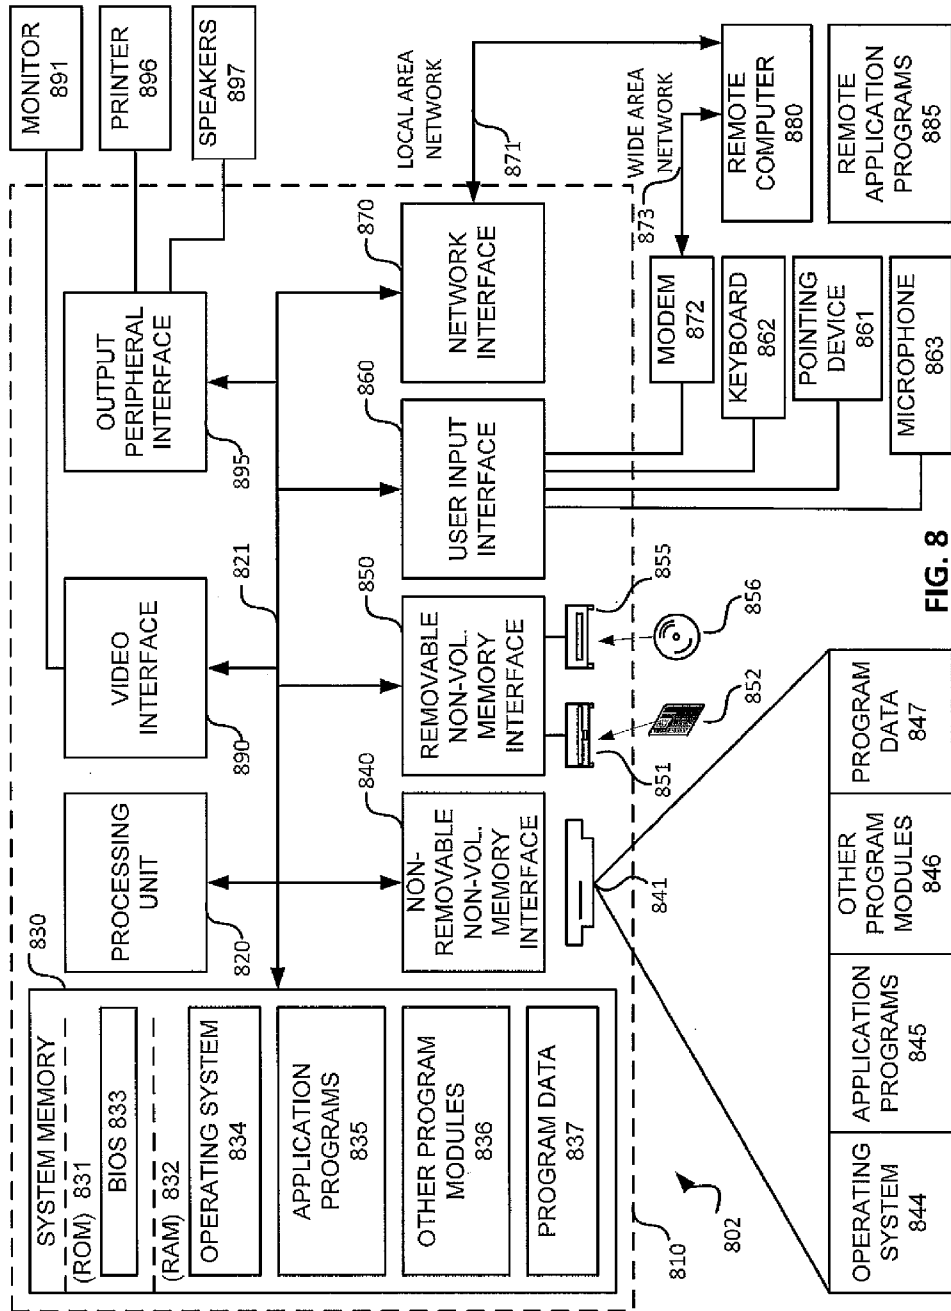 SYSTEM MEMORY
(ROM) 831
BIOS 833
(RAM) 832
OPERATING SYSTEM
834
APPLICATION
PROGRAMS
835
OTHER PROGRAM
MODULES
836
PROGRAM DATA
837
830
PROCESSING
UNIT
820
VIDEO
INTERFACE
890
821
OUTPUT
PERIPHERAL
INTERFACE
895
MONITOR
891
PRINTER
896
SPEAKERS
897
NON-
REMOVABLE
NON-VOL.
MEMORY
INTERFACE
840
REMOVABLE
NON-VOL.
MEMORY
INTERFACE
850
USER INPUT
INTERFACE
860
NETWORK
INTERFACE
870
LOCAL AREA
NETWORK
871
WIDE AREA
NETWORK
873
841
851
852
855
856
MODEM
872
KEYBOARD
862
POINTING
DEVICE
861
MICROPHONE
863
REMOTE
COMPUTER
880
REMOTE
APPLICATION
PROGRAMS
885
810
802
OPERATING
SYSTEM
844
APPLICATION
PROGRAMS
845
OTHER
PROGRAM
MODULES
846
PROGRAM
DATA
847
FIG. 8